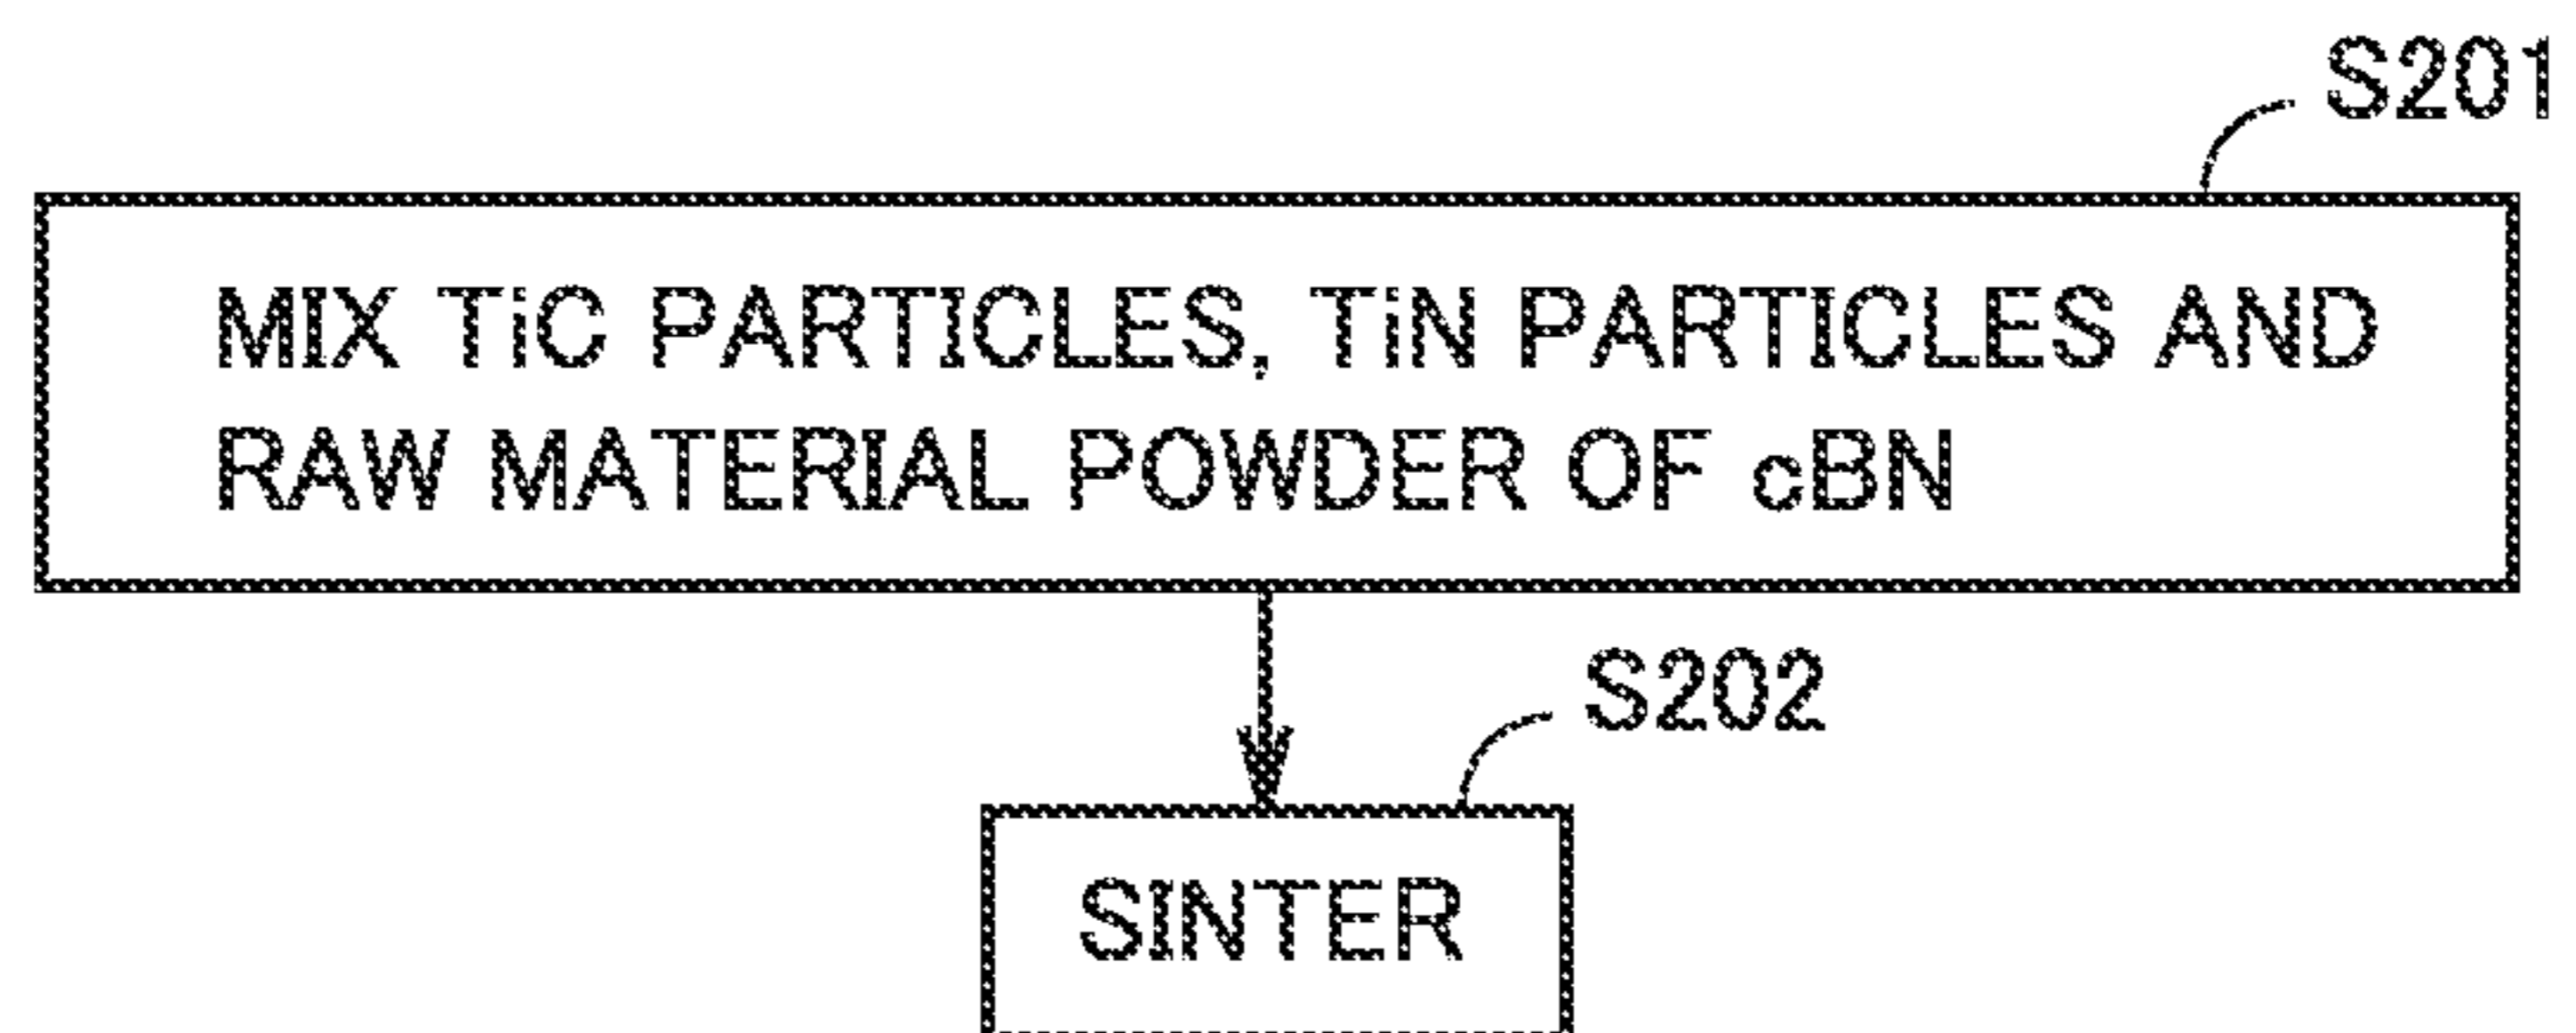 S201
MIX TiC PARTICLES, TiN PARTICLES AND
RAW MATERIAL POWDER OF cBN
S202
SINTER